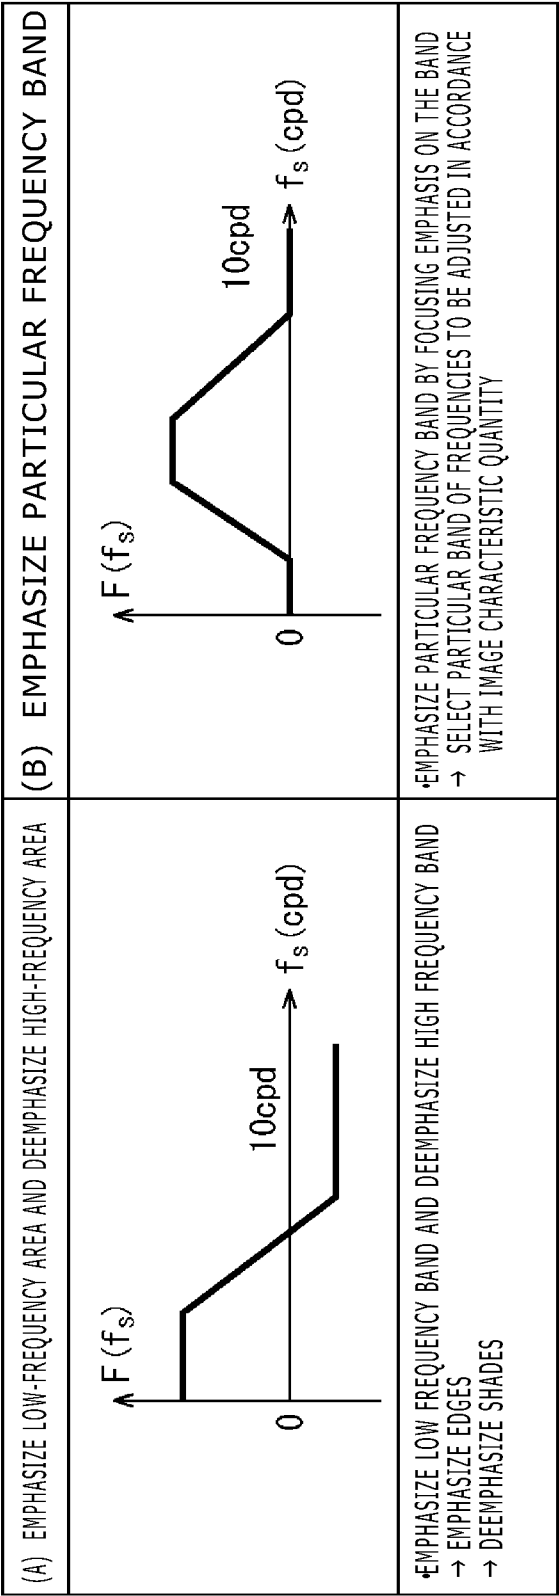 (A) EMPHASIZE LOW-FREQUENCY AREA AND DEEMPHASIZE HIGH-FREQUENCY AREA
F(fs)
0
10cpd
fs(cpd)
•EMPHASIZE LOW FREQUENCY BAND AND DEEMPHASIZE HIGH FREQUENCY BAND
→ EMPHASIZE EDGES
→ DEEMPHASIZE SHADES
(B) EMPHASIZE PARTICULAR FREQUENCY BAND
F(fs)
0
10cpd
fs(cpd)
•EMPHASIZE PARTICULAR FREQUENCY BAND BY FOCUSING EMPHASIS ON THE BAND
→ SELECT PARTICULAR BAND OF FREQUENCIES TO BE ADJUSTED IN ACCORDANCE
WITH IMAGE CHARACTERISTIC QUANTITY